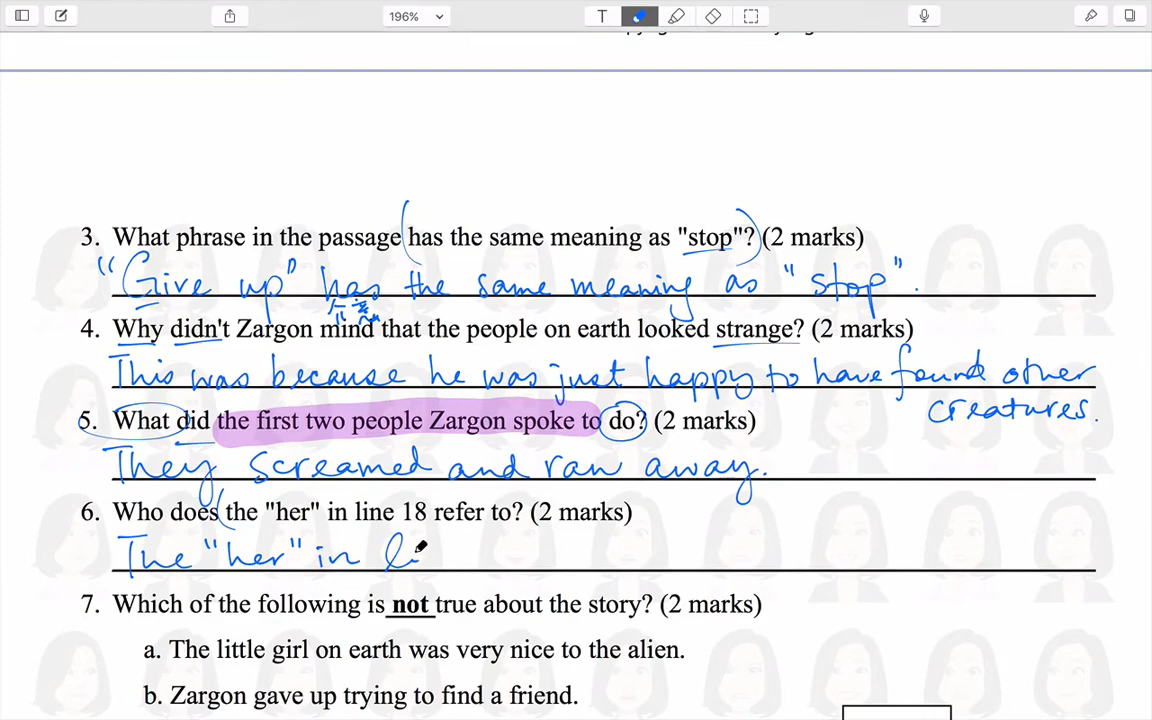 196%
3. What phrase in the passage has the same meaning as "stop"? (2 marks)
"Give up" has the same meaning as "stop".
4. Why didn't Zargon mind that the people on earth looked strange? (2 marks)
This was because he was just happy to have found other
creatures.
5. What did the first two people Zargon spoke to do? (2 marks)
They screamed and ran away.
6. Who does the "her" in line 18 refer to? (2 marks)
The "her" in li
7. Which of the following is not true about the story? (2 marks)
a. The little girl on earth was very nice to the alien.
b. Zargon gave up trying to find a friend.